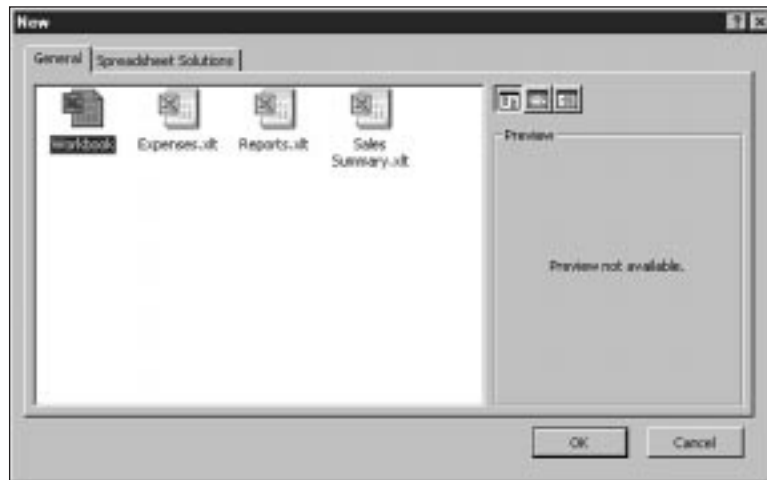 New
General Spreadsheet Solutions
Workbook
Expenses.xlt
Reports.xlt
Sales
Summary.xlt
Preview
Preview not available.
OK Cancel